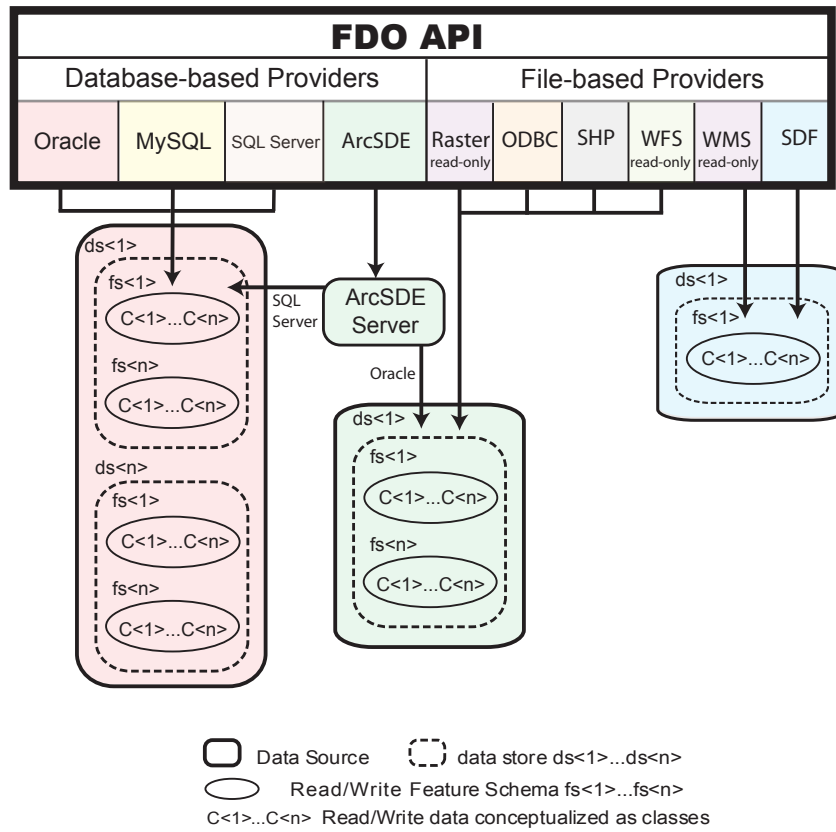 FDO API
Database-based Providers
File-based Providers
Oracle
MySQL
SQL Server
ArcSDE
Raster
read-only
ODBC
SHP
WFS
read-only
WMS
read-only
SDF
ds<1>
fs<1>
C<1>...C<n>
fs<n>
C<1>...C<n>
ds<n>
fs<1>
C<1>...C<n>
fs<n>
C<1>...C<n>
SQL
Server
ArcSDE
Server
Oracle
ds<1>
fs<1>
C<1>...C<n>
fs<n>
C<1>...C<n>
ds<1>
fs<1>
C<1>...C<n>
Data Source
data store ds<1>...ds<n>
Read/Write Feature Schema fs<1>...fs<n>
C<1>...C<n> Read/Write data conceptualized as classes